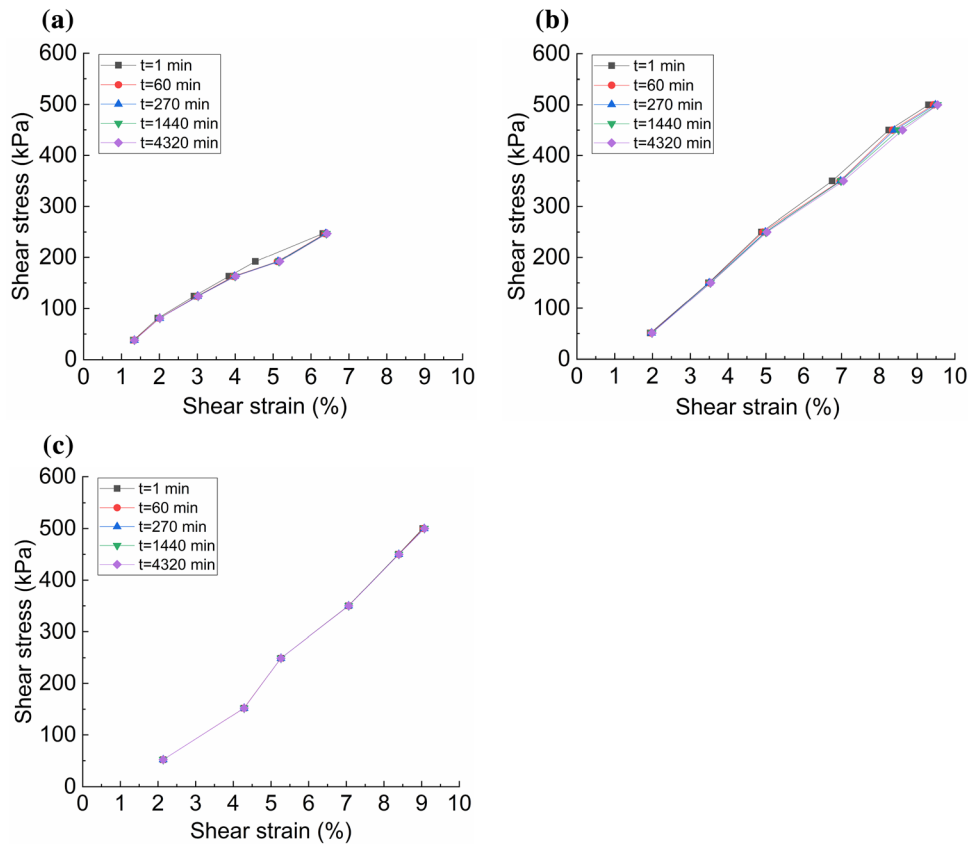 (a)
600
500
400
300
200
100
0
Shear stress (kPa)
t=1 min
t=60 min
t=270 min
t=1440 min
t=4320 min
0 1 2 3 4 5 6 7 8 9 10
Shear strain (%)
(b)
600
500
400
300
200
100
0
Shear stress (kPa)
t=1 min
t=60 min
t=270 min
t=1440 min
t=4320 min
0 1 2 3 4 5 6 7 8 9 10
Shear strain (%)
(c)
600
500
400
300
200
100
0
Shear stress (kPa)
t=1 min
t=60 min
t=270 min
t=1440 min
t=4320 min
0 1 2 3 4 5 6 7 8 9 10
Shear strain (%)